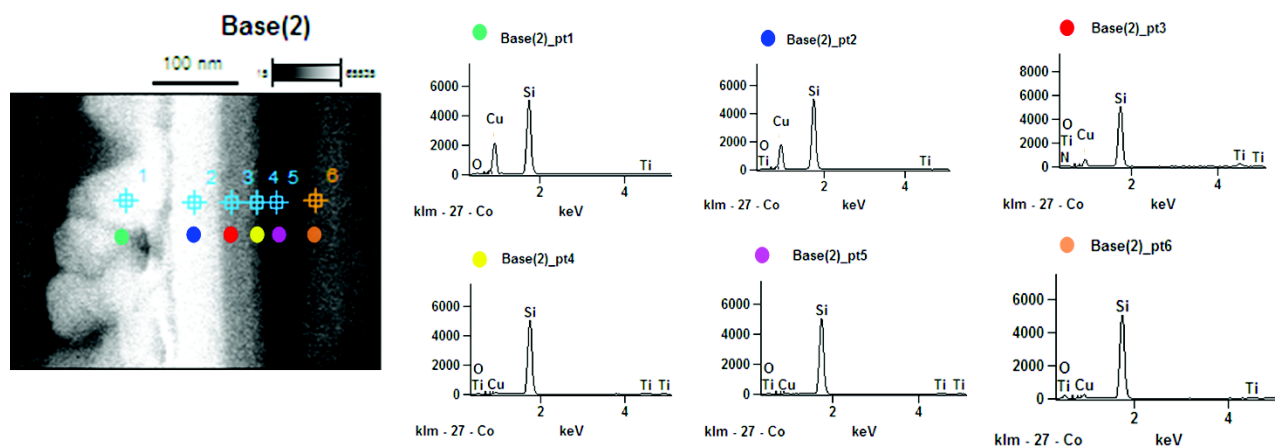 Base(2)
100 nm
1 2 3 4 5 6
Base(2)_pt1
6000
4000
2000
0
Si
Cu
O
Ti
2
4
klm - 27 - Co
keV
Base(2)_pt2
6000
4000
2000
0
Si
Cu
O
Ti
Ti
2
4
klm - 27 - Co
keV
Base(2)_pt3
8000
6000
4000
2000
0
Si
O
Ti
Cu
N
Ti
Ti
2
4
klm - 27 - Co
keV
Base(2)_pt4
6000
4000
2000
0
Si
O
Ti
Cu
Ti
Ti
2
4
klm - 27 - Co
keV
Base(2)_pt5
6000
4000
2000
0
Si
O
Ti
Cu
Ti
Ti
2
4
klm - 27 - Co
keV
Base(2)_pt6
6000
4000
2000
0
Si
O
Ti
Cu
Ti
2
4
klm - 27 - Co
keV